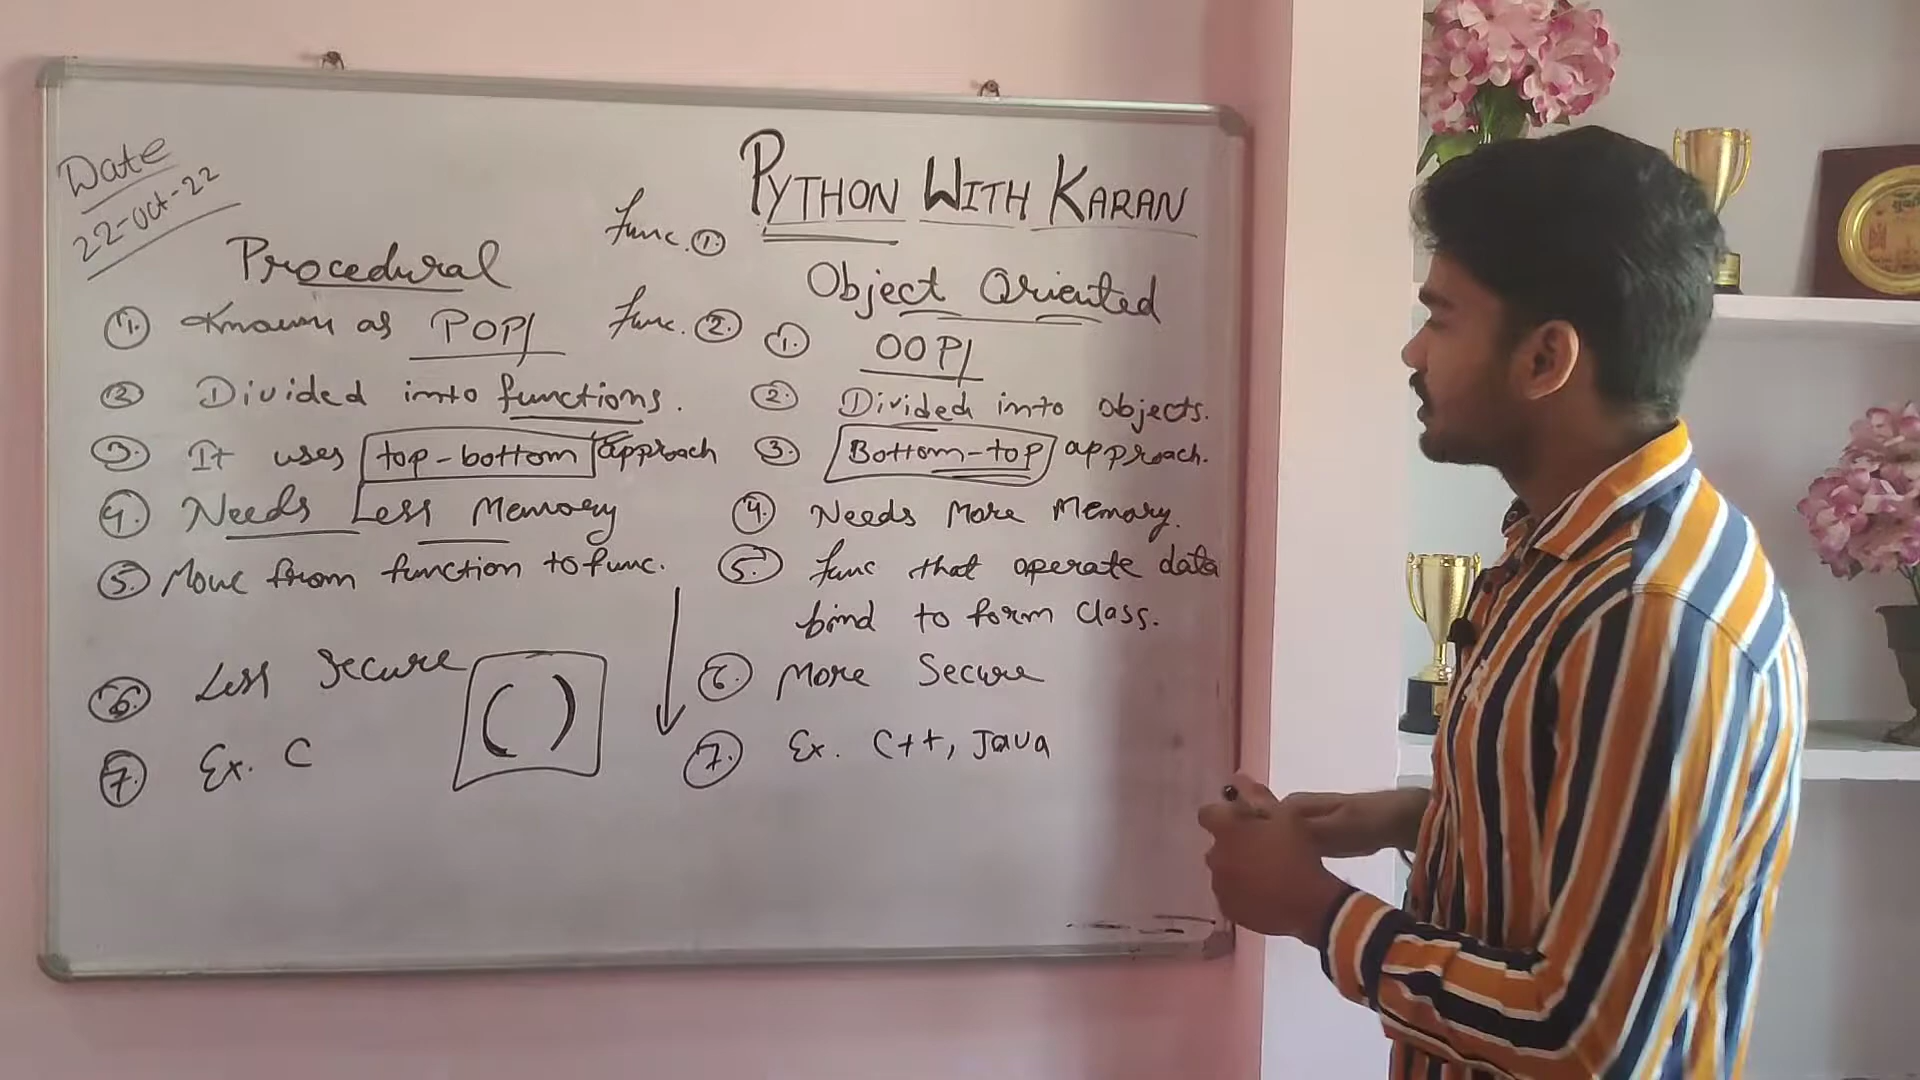 Date
22-Oct-22
PYTHON WITH KARAN
Procedural
① Known as POP/
② Divided into functions.
③ It uses top-bottom approach
④ Needs Less Memory
⑤ Move from function to func.
⑥ Less Secure
⑦ Ex. C
( )
func. ①
func. ②
Object Oriented
① OOP/
② Divided into objects.
③ Bottom-top approach.
④ Needs More Memory.
⑤ func that operate data
bind to form Class.
⑥ More Secure
⑦ Ex. C++, Java